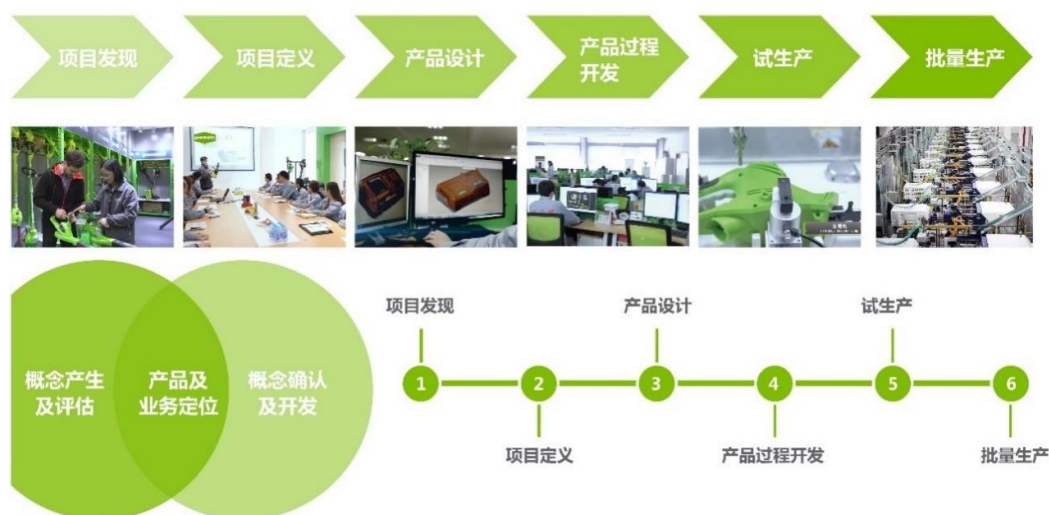 项目发现
项目定义
产品设计
产品过程
开发
试生产
批量生产
概念产生
及评估
产品及
业务定位
概念确认
及开发
项目发现
产品设计
试生产
1
2
3
4
5
6
项目定义
产品过程开发
批量生产